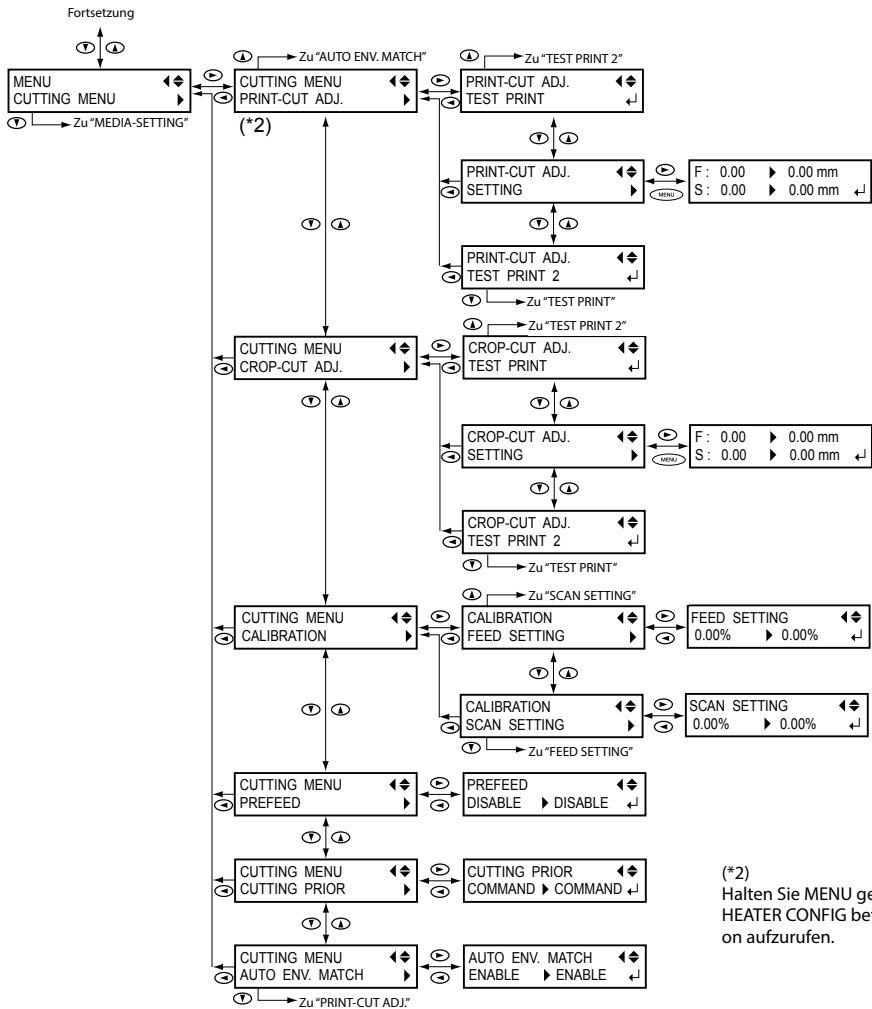 Fortsetzung
MENU
CUTTING MENU
Zu "MEDIA-SETTING"
Zu "AUTO ENV. MATCH"
CUTTING MENU
PRINT-CUT ADJ.
(*2)
Zu "TEST PRINT 2"
PRINT-CUT ADJ.
TEST PRINT
PRINT-CUT ADJ.
SETTING
MENU
F : 0.00 0.00 mm
S : 0.00 0.00 mm
PRINT-CUT ADJ.
TEST PRINT 2
Zu "TEST PRINT"
CUTTING MENU
CROP-CUT ADJ.
Zu "TEST PRINT 2"
CROP-CUT ADJ.
TEST PRINT
CROP-CUT ADJ.
SETTING
MENU
F : 0.00 0.00 mm
S : 0.00 0.00 mm
CROP-CUT ADJ.
TEST PRINT 2
Zu "TEST PRINT"
CUTTING MENU
CALIBRATION
Zu "SCAN SETTING"
CALIBRATION
FEED SETTING
FEED SETTING
0.00% 0.00%
CALIBRATION
SCAN SETTING
SCAN SETTING
0.00% 0.00%
Zu "FEED SETTING"
CUTTING MENU
PREFEED
PREFEED
DISABLE DISABLE
CUTTING MENU
CUTTING PRIOR
CUTTING PRIOR
COMMAND COMMAND
CUTTING MENU
AUTO ENV. MATCH
AUTO ENV. MATCH
ENABLE ENABLE
Zu "PRINT-CUT ADJ."
(*2)
Halten Sie MENU ge
HEATER CONFIG bet
on aufzurufen.